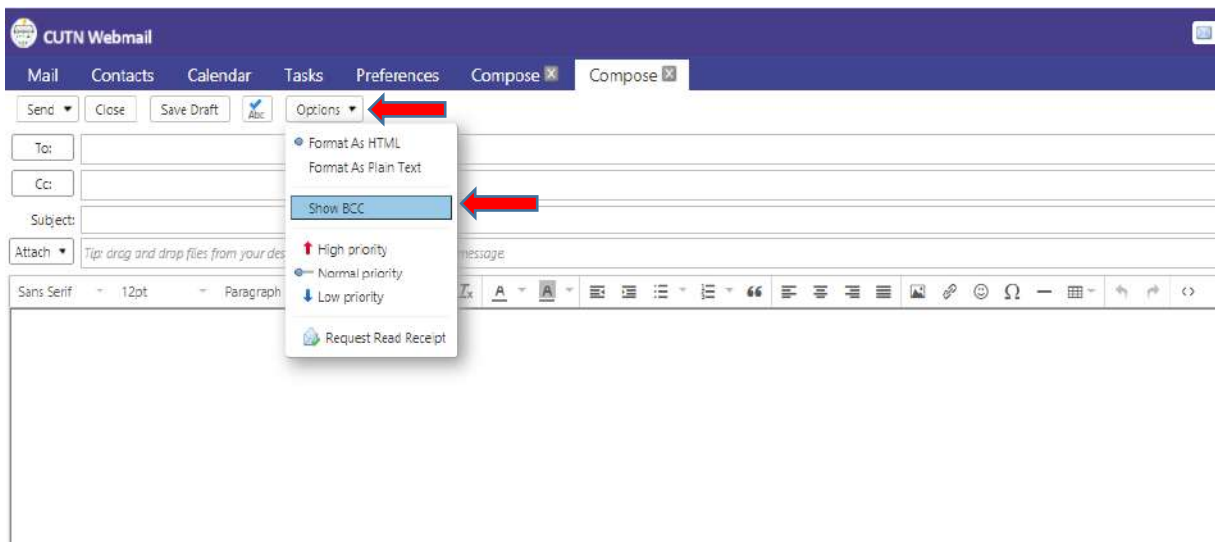 CUTN Webmail
Mail Contacts Calendar Tasks Preferences Compose Compose
Send Close Save Draft Abc Options
To:
Format As HTML
Format As Plain Text
Cc:
Show BCC
Subject:
High priority
Attach Tip: drag and drop files from your des message.
Normal priority
Sans Serif 12pt Paragraph
Low priority
Request Read Receipt